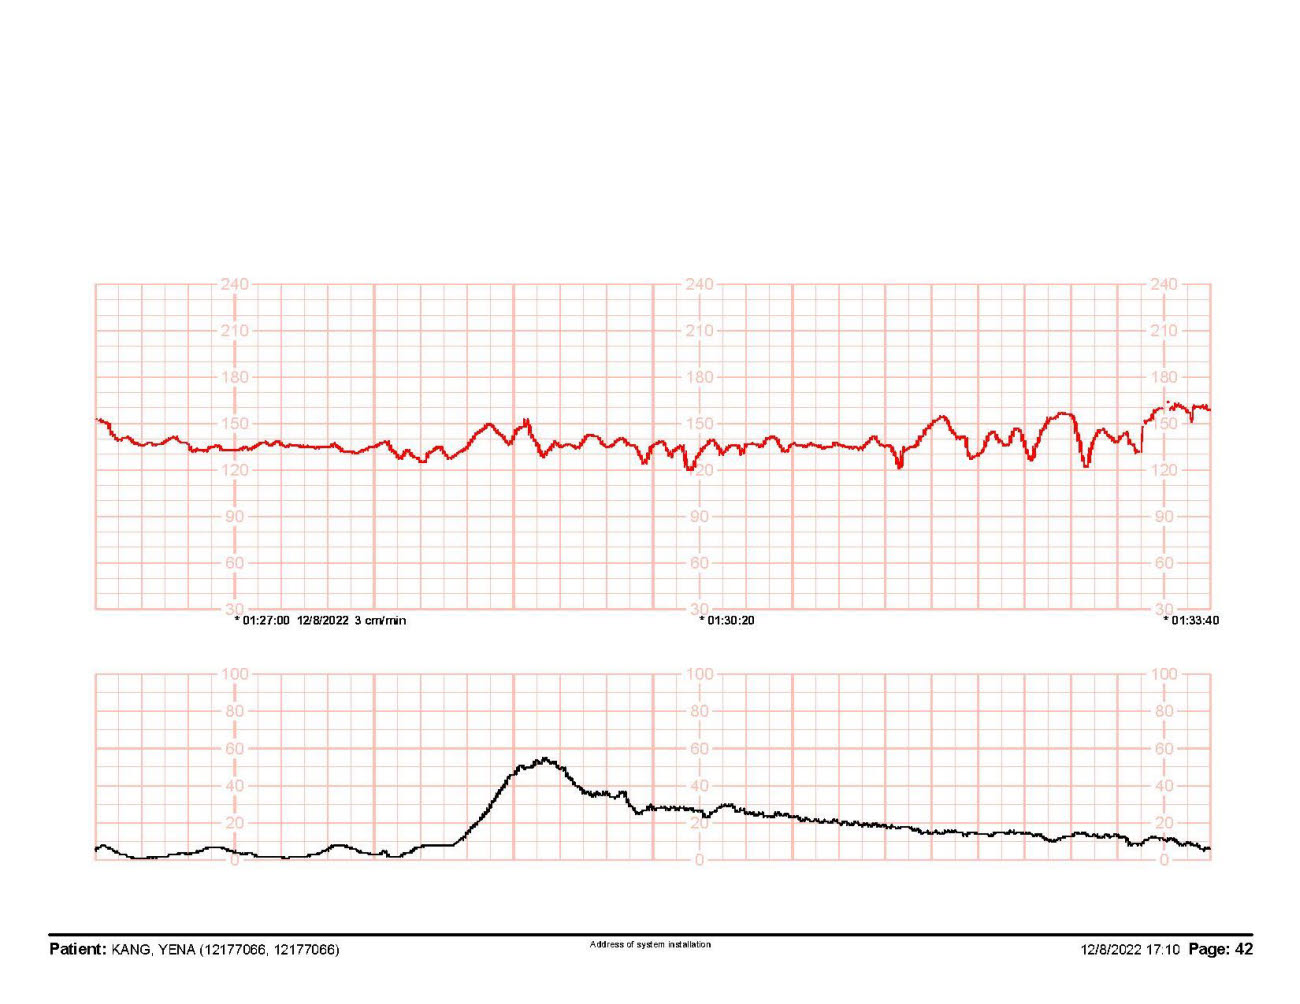 240 240 240
210 210 210
180 180 180
150 150 150
120 120 120
90 90 90
60 60 60
30 30 30
* 01:27:00 12/8/2022 3 cm/min * 01:30:20 * 01:33:40
100 100 100
80 80 80
60 60 60
40 40 40
20 20 20
0 0 0
Patient: KANG, YENA (12177066, 12177066) Address of system installation 12/8/2022 17:10 Page: 42